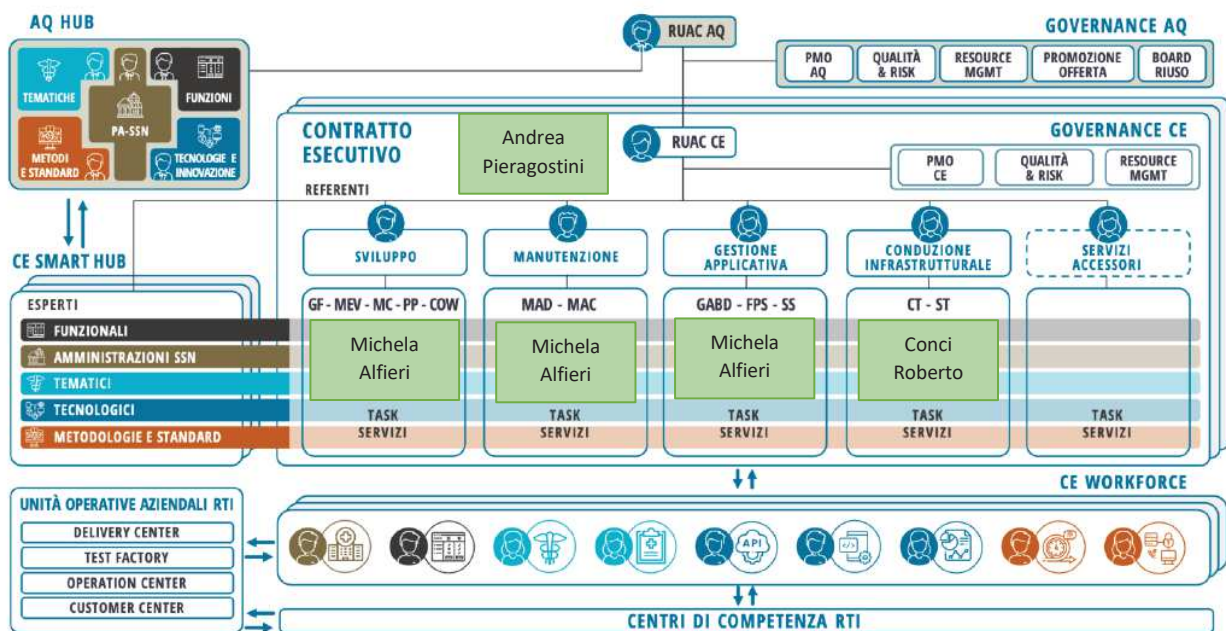 AQ HUB
TEMATICHE
FUNZIONI
PA-SSN
METODI
E STANDARD
TECNOLOGIE E
INNOVAZIONE
RUAC AQ
GOVERNANCE AQ
PMO
AQ
QUALITÀ
& RISK
RESOURCE
MGMT
PROMOZIONE
OFFERTA
BOARD
RIUSO
CONTRATTO
ESECUTIVO
Andrea
Pieragostini
RUAC CE
GOVERNANCE CE
PMO
CE
QUALITÀ
& RISK
RESOURCE
MGMT
REFERENTI
SVILUPPO
MANUTENZIONE
GESTIONE
APPLICATIVA
CONDUZIONE
INFRASTRUTTURALE
SERVIZI
ACCESSORI
CE SMART HUB
ESPERTI
FUNZIONALI
AMMINISTRAZIONI SSN
TEMATICI
TECNOLOGICI
METODOLOGIE E STANDARD
GF - MEV - MC - PP - COW
Michela
Alfieri
TASK
SERVIZI
MAD - MAC
Michela
Alfieri
TASK
SERVIZI
GABD - FPS - SS
Michela
Alfieri
TASK
SERVIZI
CT - ST
Conci
Roberto
TASK
SERVIZI
TASK
SERVIZI
CE WORKFORCE
API
UNITÀ OPERATIVE AZIENDALI RTI
DELIVERY CENTER
TEST FACTORY
OPERATION CENTER
CUSTOMER CENTER
CENTRI DI COMPETENZA RTI